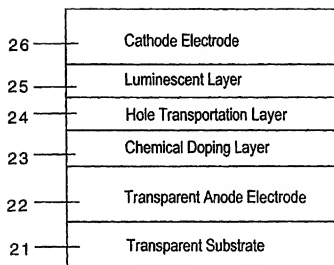 26 Cathode Electrode
25 Luminescent Layer
24 Hole Transportation Layer
23 Chemical Doping Layer
22 Transparent Anode Electrode
21 Transparent Substrate